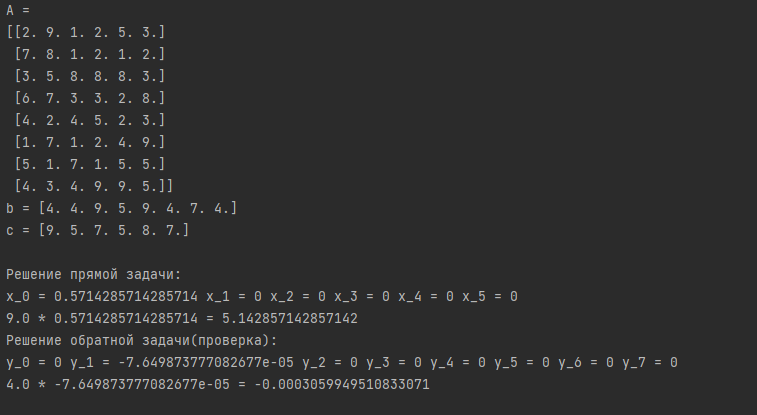 A =
[[2. 9. 1. 2. 5. 3.]
[7. 8. 1. 2. 1. 2.]
[3. 5. 8. 8. 8. 3.]
[6. 7. 3. 3. 2. 8.]
[4. 2. 4. 5. 2. 3.]
[1. 7. 1. 2. 4. 9.]
[5. 1. 7. 1. 5. 5.]
[4. 3. 4. 9. 9. 5.]]
b = [4. 4. 9. 5. 9. 4. 7. 4.]
c = [9. 5. 7. 5. 8. 7.]
Решение прямой задачи:
x_0 = 0.5714285714285714 x_1 = 0 x_2 = 0 x_3 = 0 x_4 = 0 x_5 = 0
9.0 * 0.5714285714285714 = 5.142857142857142
Решение обратной задачи(проверка):
y_0 = 0 y_1 = -7.649873777082677e-05 y_2 = 0 y_3 = 0 y_4 = 0 y_5 = 0 y_6 = 0 y_7 = 0
4.0 * -7.649873777082677e-05 = -0.0003059949510833071